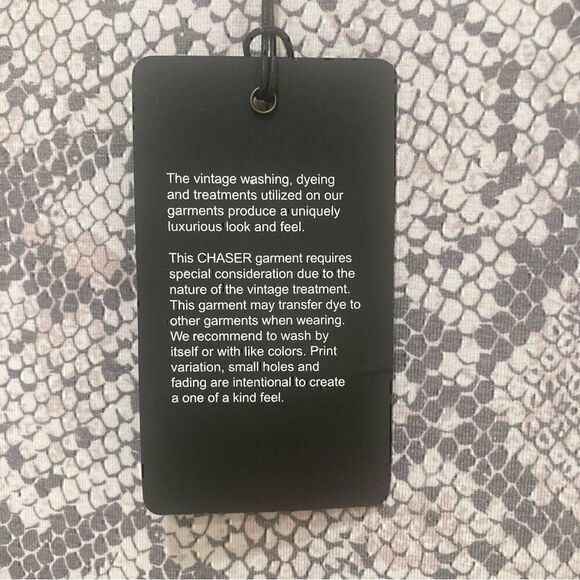 The vintage washing, dyeing
and treatments utilized on our
garments produce a uniquely
luxurious look and feel.
This CHASER garment requires
special consideration due to the
nature of the vintage treatment.
This garment may transfer dye to
other garments when wearing.
We recommend to wash by
itself or with like colors. Print
variation, small holes and
fading are intentional to create
a one of a kind feel.